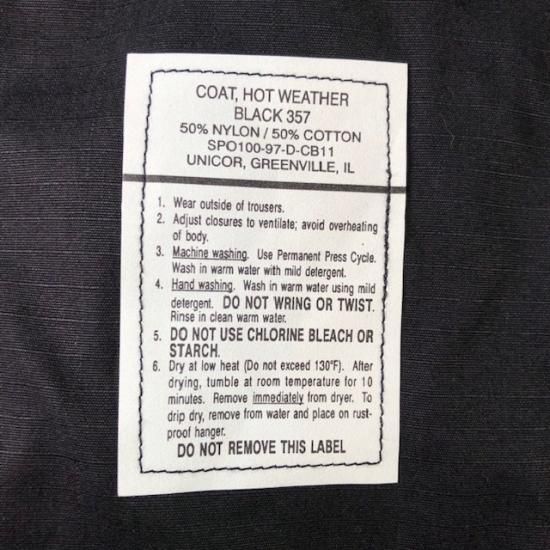 COAT, HOT WEATHER
BLACK 357
50% NYLON / 50% COTTON
SPO100-97-D-CB11
UNICOR, GREENVILLE, IL
1. Wear outside of trousers.
2. Adjust closures to ventilate; avoid overheating
of body.
3. Machine washing. Use Permanent Press Cycle.
Wash in warm water with mild detergent.
4. Hand washing. Wash in warm water using mild
detergent. DO NOT WRING OR TWIST.
Rinse in clean warm water.
5. DO NOT USE CHLORINE BLEACH OR
STARCH.
6. Dry at low heat (Do not exceed 130°F). After
drying, tumble at room temperature for 10
minutes. Remove immediately from dryer. To
drip dry, remove from water and place on rust-
proof hanger.
DO NOT REMOVE THIS LABEL